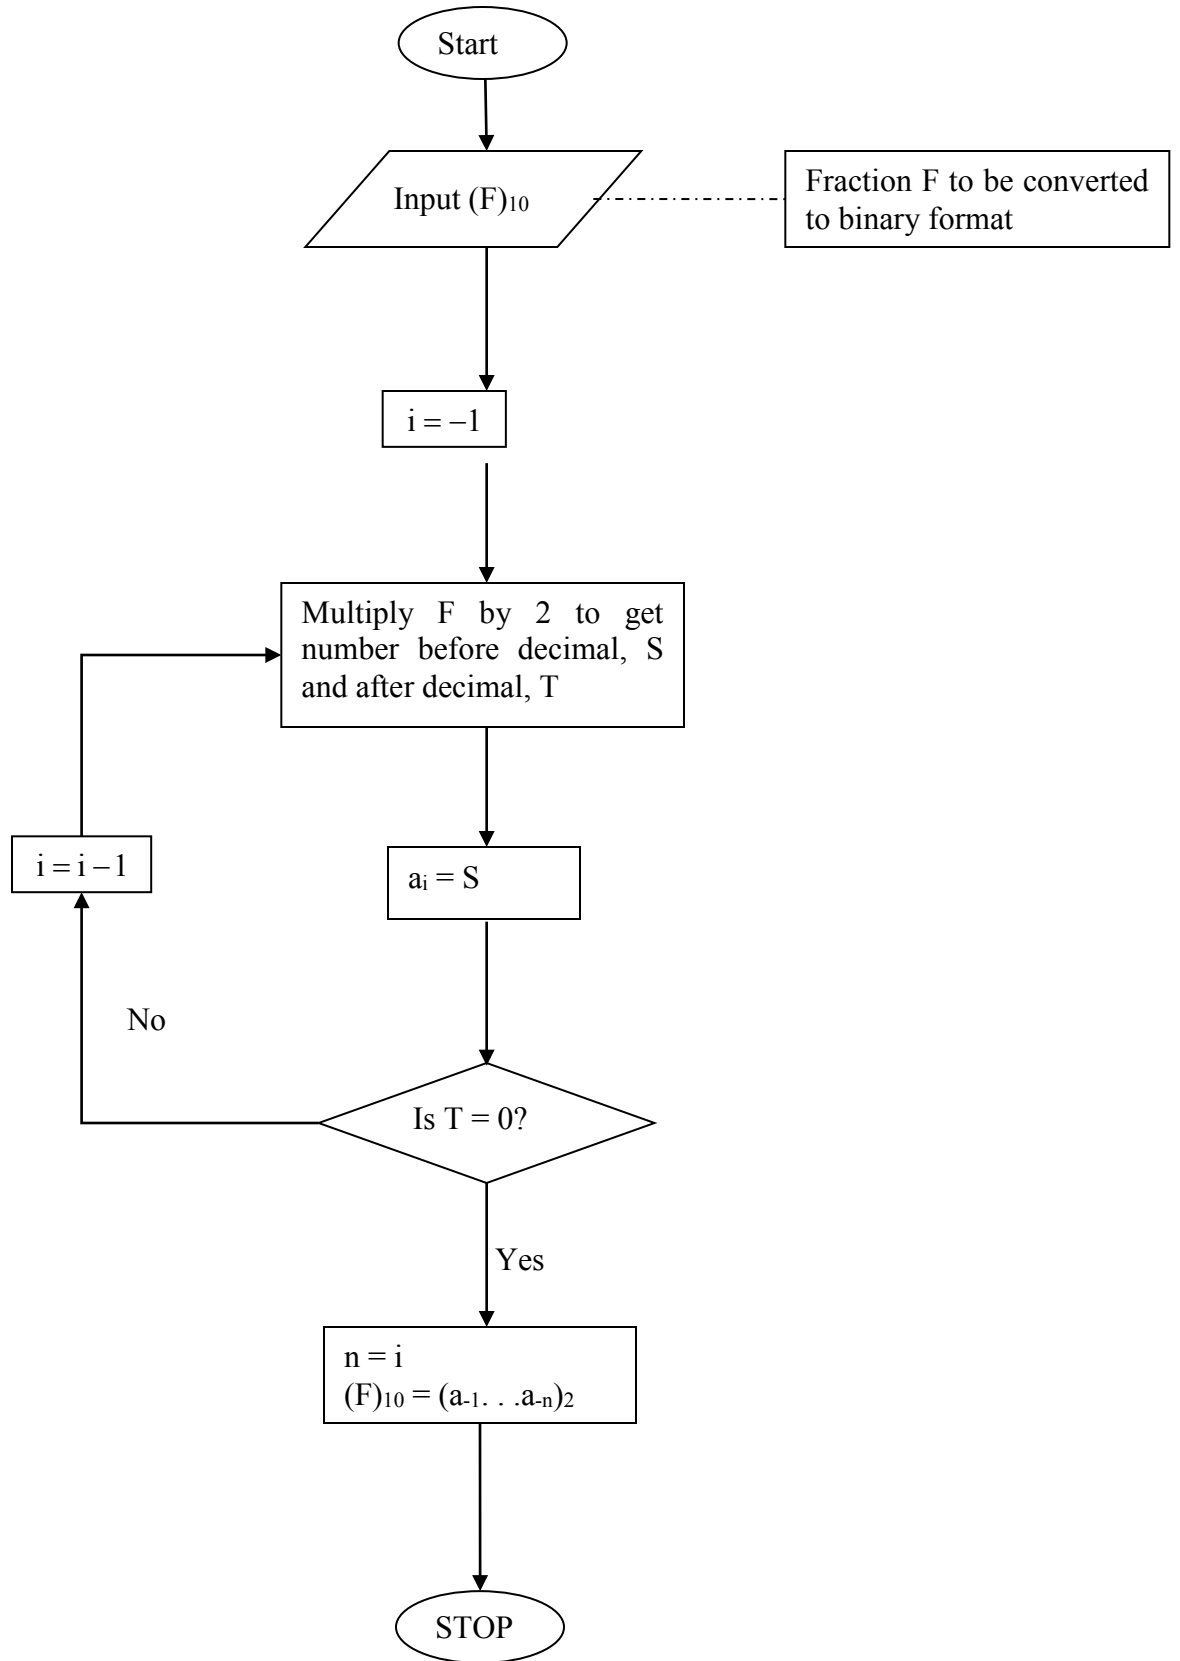 Start
Input (F)₁₀
Fraction F to be converted
to binary format
i = −1
Multiply F by 2 to get
number before decimal, S
and after decimal, T
i = i − 1
aᵢ = S
No
Is T = 0?
Yes
n = i
(F)₁₀ = (a₋₁. . .a₋ₙ)₂
STOP